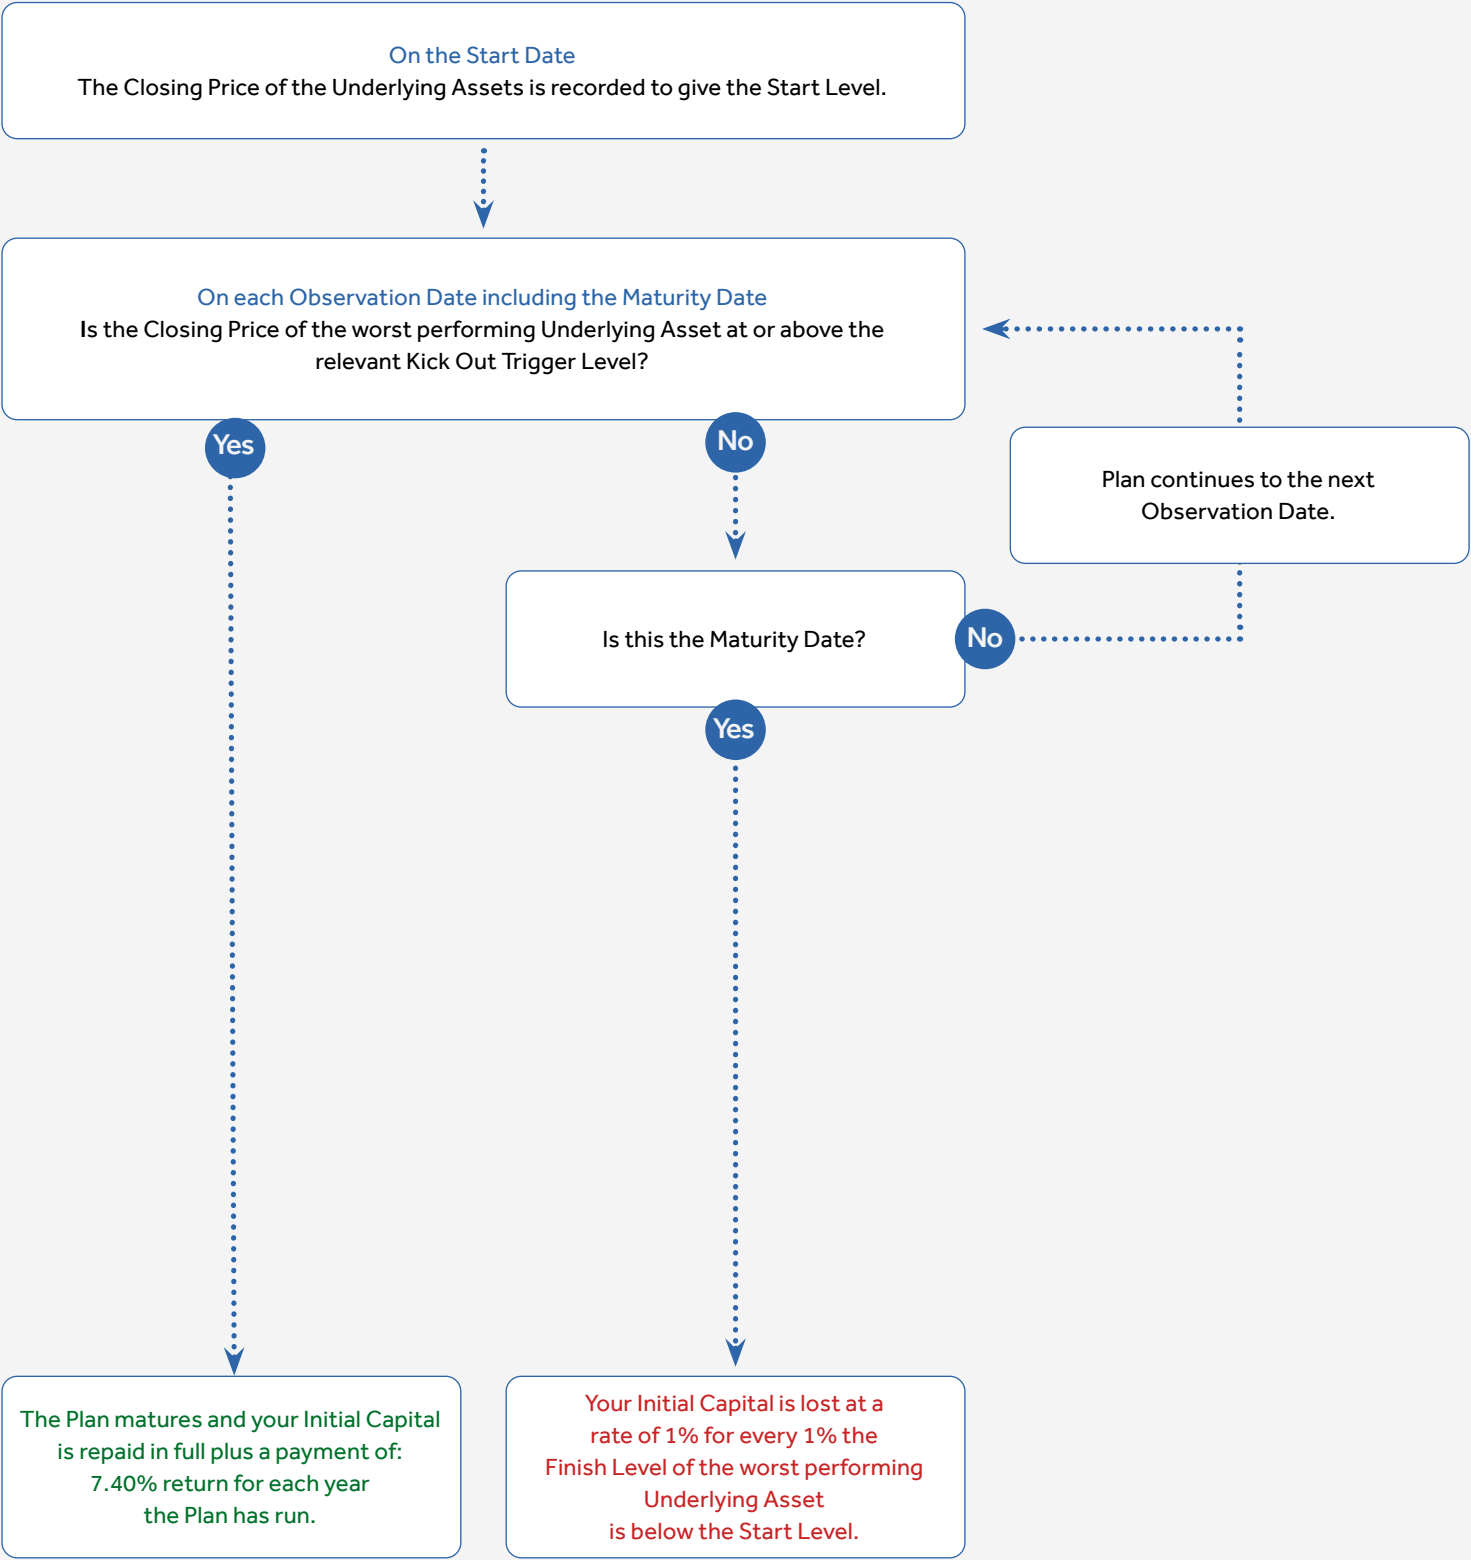 On the Start Date
The Closing Price of the Underlying Assets is recorded to give the Start Level.
On each Observation Date including the Maturity Date
Is the Closing Price of the worst performing Underlying Asset at or above the
relevant Kick Out Trigger Level?
Yes
No
Plan continues to the next
Observation Date.
Is this the Maturity Date?
No
Yes
The Plan matures and your Initial Capital
is repaid in full plus a payment of:
7.40% return for each year
the Plan has run.
Your Initial Capital is lost at a
rate of 1% for every 1% the
Finish Level of the worst performing
Underlying Asset
is below the Start Level.